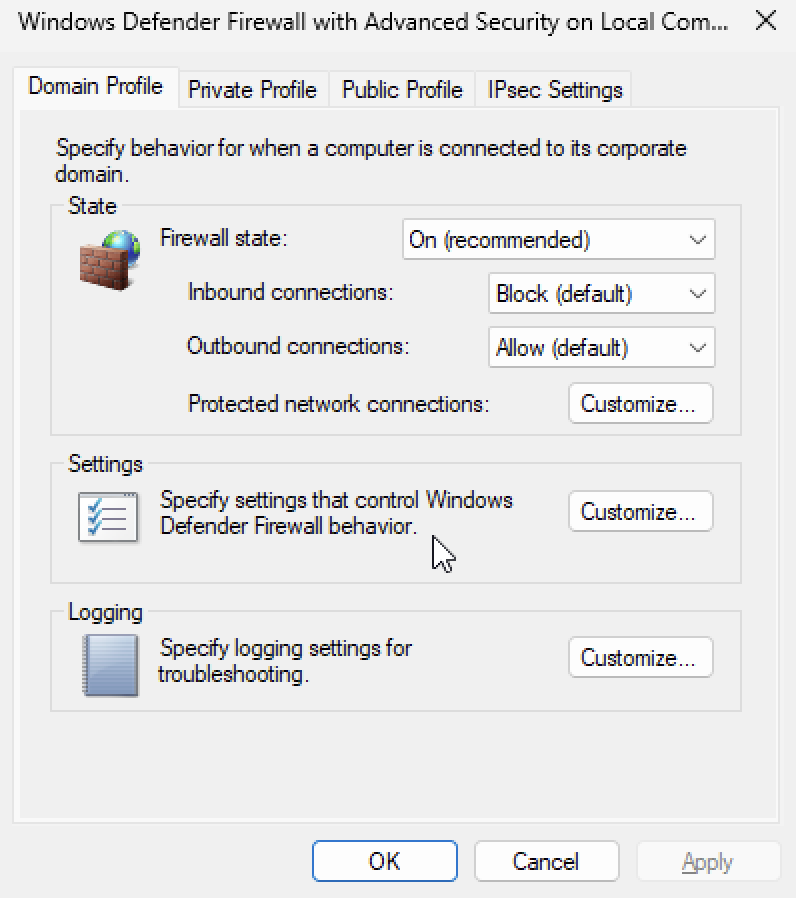 Windows Defender Firewall with Advanced Security on Local Com...
Domain Profile
Private Profile
Public Profile
IPsec Settings
Specify behavior for when a computer is connected to its corporate
domain.
State
Firewall state:
On (recommended)
Inbound connections:
Block (default)
Outbound connections:
Allow (default)
Protected network connections:
Customize...
Settings
Specify settings that control Windows
Defender Firewall behavior.
Customize...
Logging
Specify logging settings for
troubleshooting.
Customize...
OK
Cancel
Apply